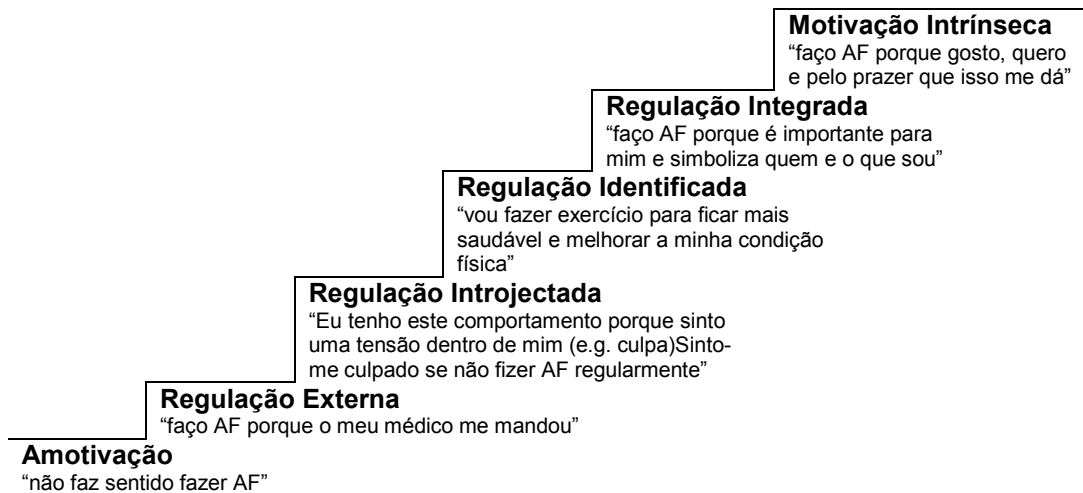 Motivação Intrínseca
“faço AF porque gosto, quero
e pelo prazer que isso me dá”
Regulação Integrada
“faço AF porque é importante para
mim e simboliza quem e o que sou”
Regulação Identificada
“vou fazer exercício para ficar mais
saudável e melhorar a minha condição
física”
Regulação Introjectada
“Eu tenho este comportamento porque sinto
uma tensão dentro de mim (e.g. culpa)Sinto-
me culpado se não fizer AF regularmente”
Regulação Externa
“faço AF porque o meu médico me mandou”
Amotivação
“não faz sentido fazer AF”